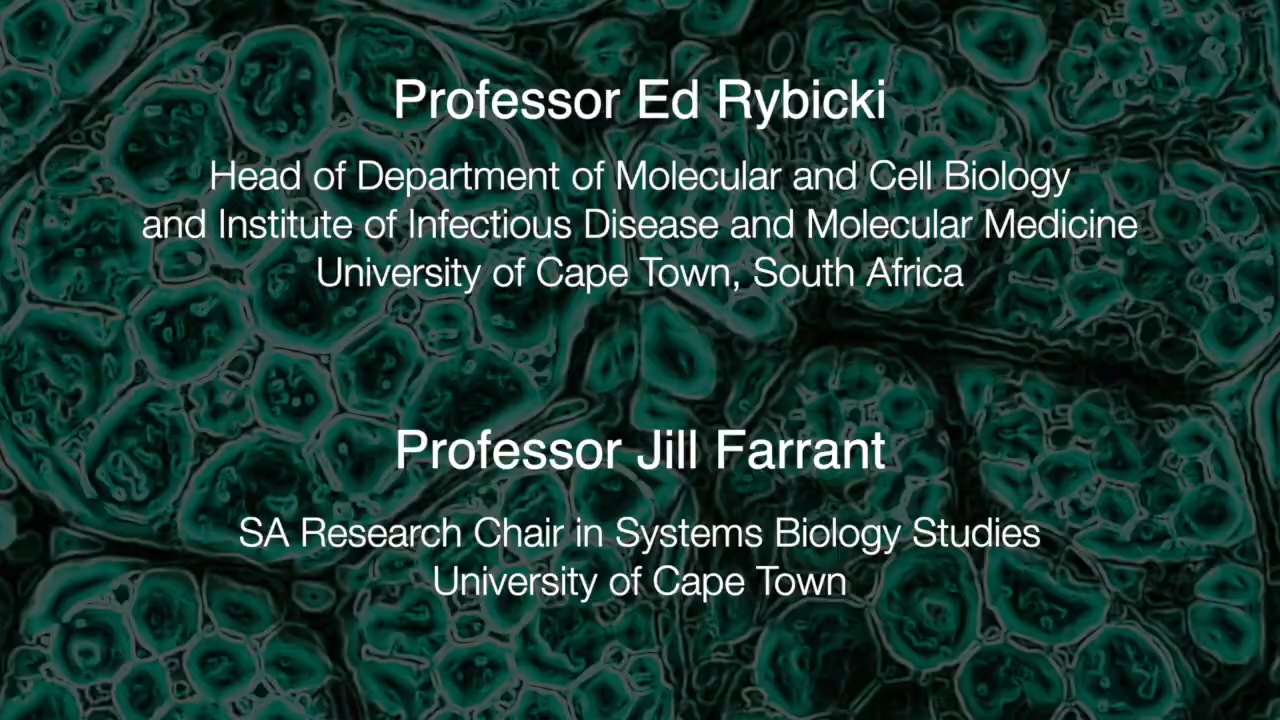 Professor Ed Rybicki
Head of Department of Molecular and Cell Biology
and Institute of Infectious Disease and Molecular Medicine
University of Cape Town, South Africa
Professor Jill Farrant
SA Research Chair in Systems Biology Studies
University of Cape Town